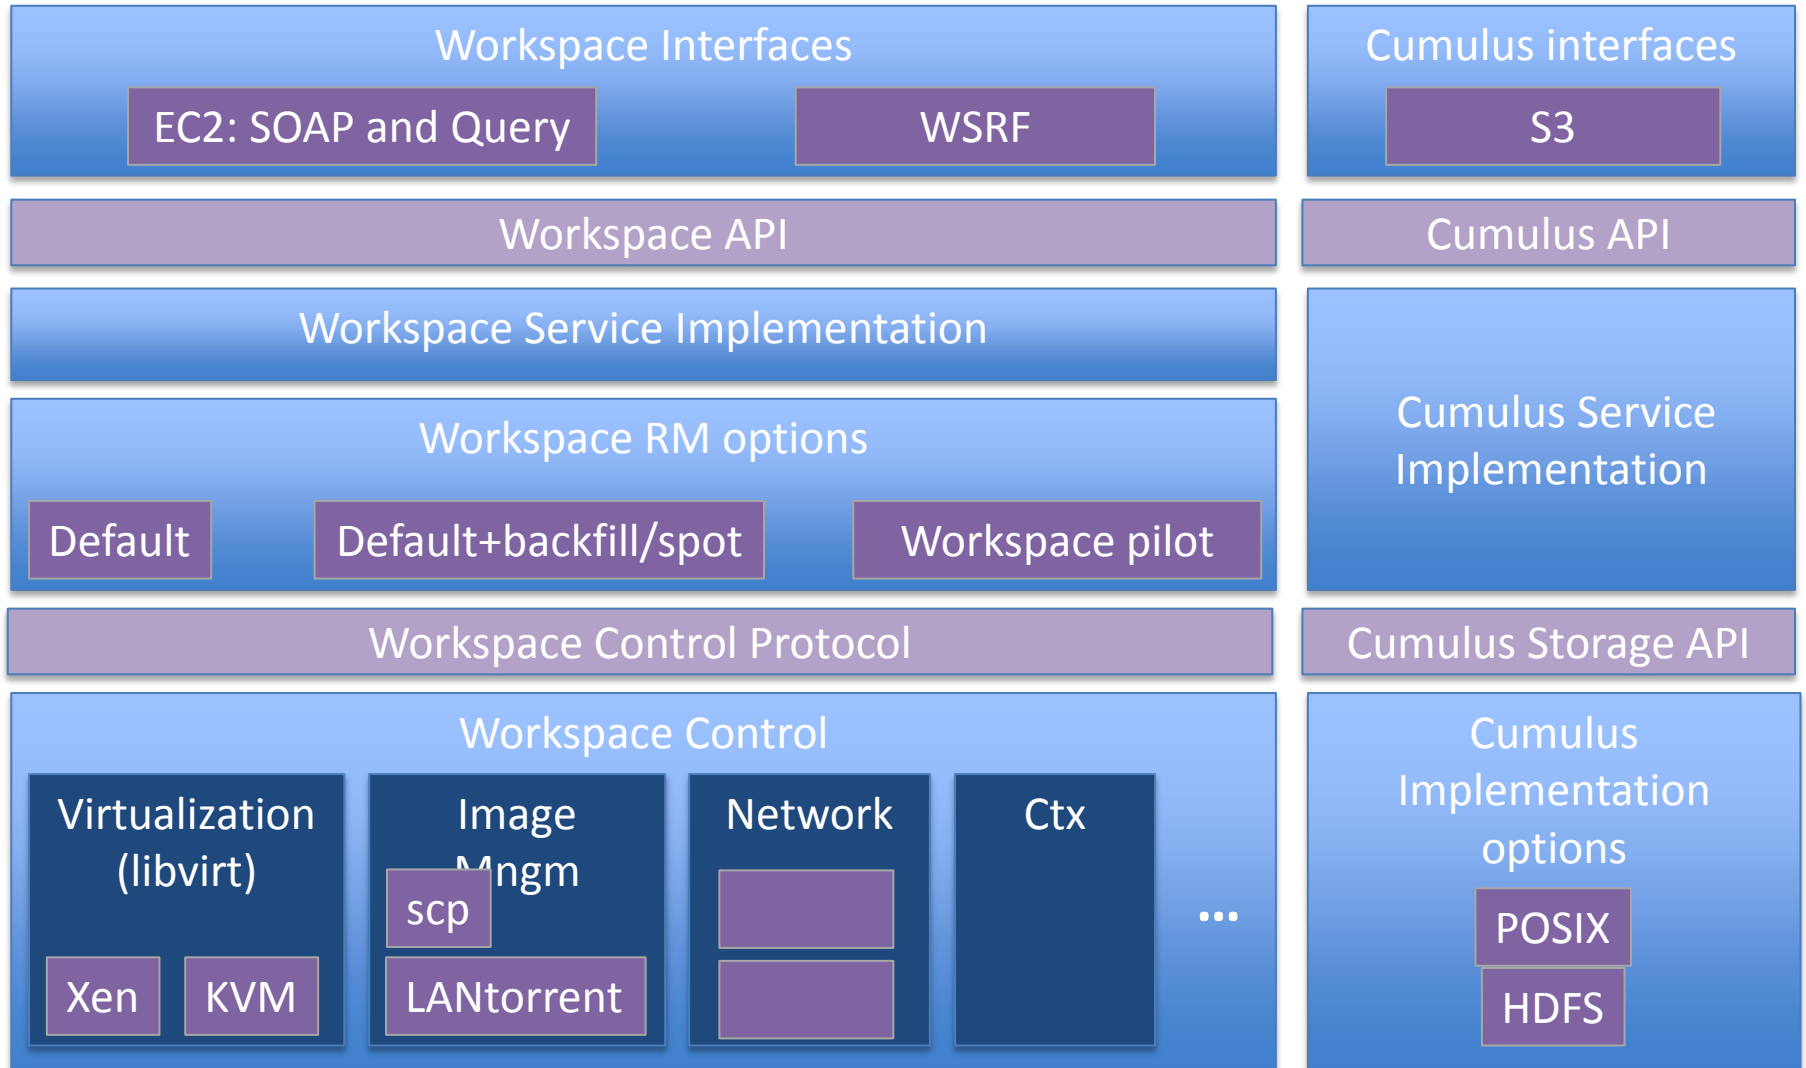 Workspace Interfaces
EC2: SOAP and Query
WSRF
Cumulus interfaces
S3
Workspace API
Cumulus API
Workspace Service Implementation
Workspace RM options
Default
Default+backfill/spot
Workspace pilot
Cumulus Service
Implementation
Workspace Control Protocol
Cumulus Storage API
Workspace Control
Virtualization
(libvirt)
Xen
KVM
Image
Mngm
scp
LANtorrent
Network
Ctx
...
Cumulus
Implementation
options
POSIX
HDFS